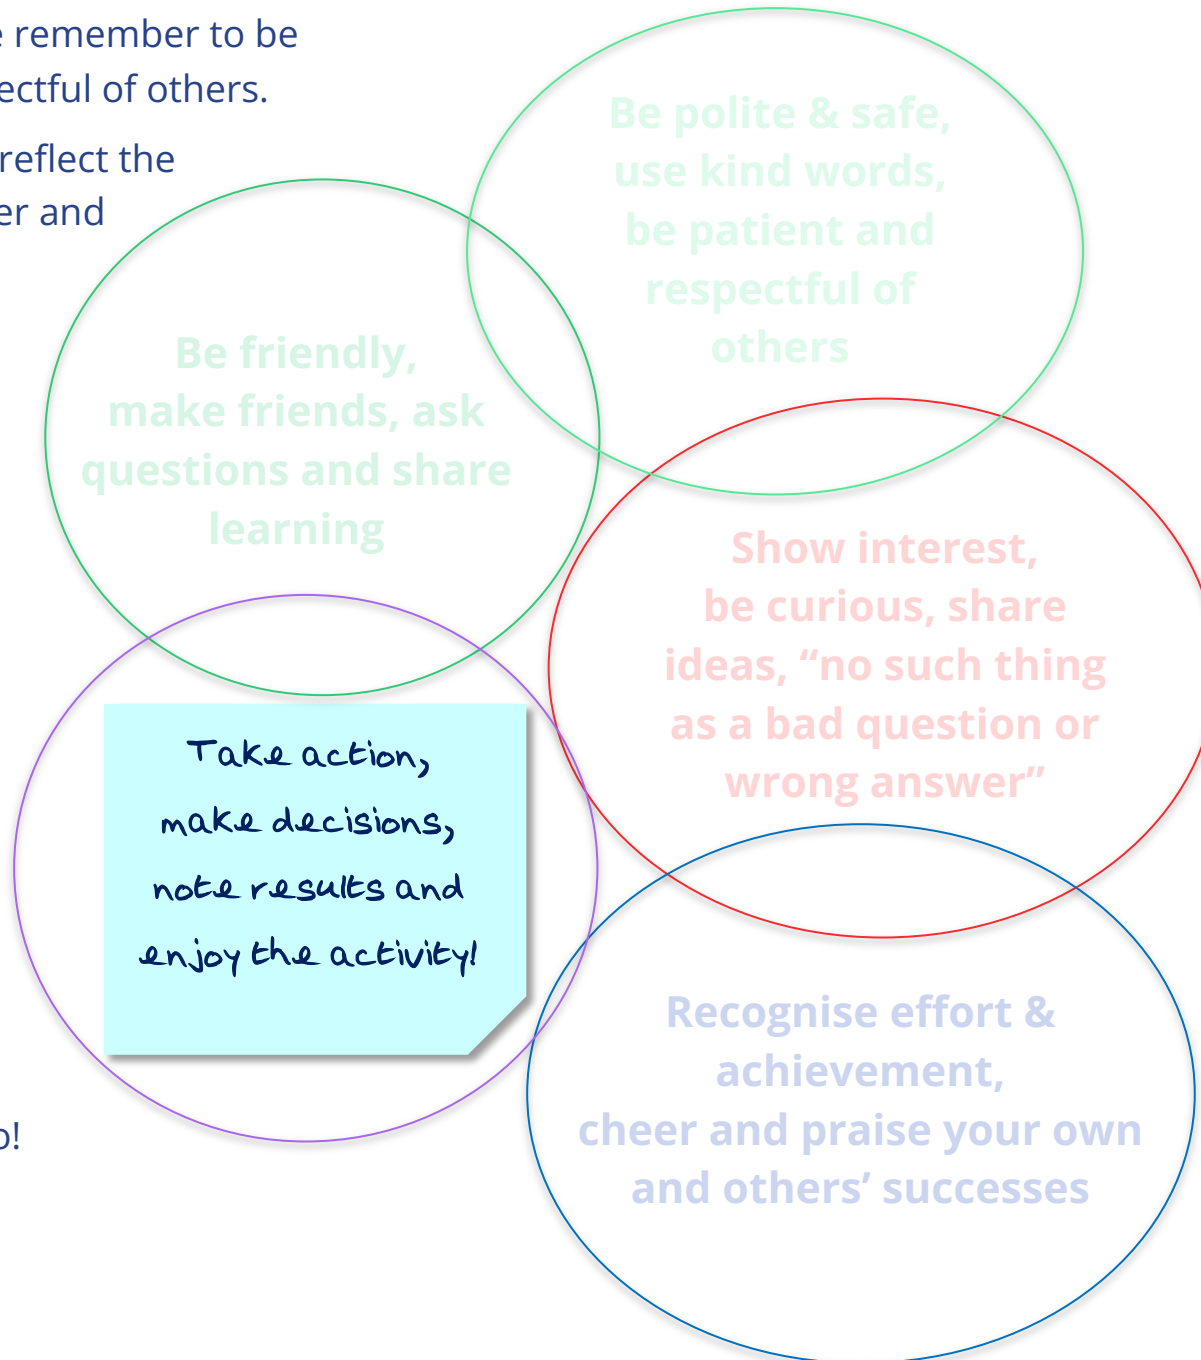 remember to be
of others.
reflect the
and
Be polite & safe,
use kind words,
be patient and
respectful of
others
Be friendly,
make friends, ask
questions and share
learning
Show interest,
be curious, share
ideas, “no such thing
as a bad question or
wrong answer”
Take action,
make decisions,
note results and
enjoy the activity!
Recognise effort &
achievement,
cheer and praise your own
and others’ successes